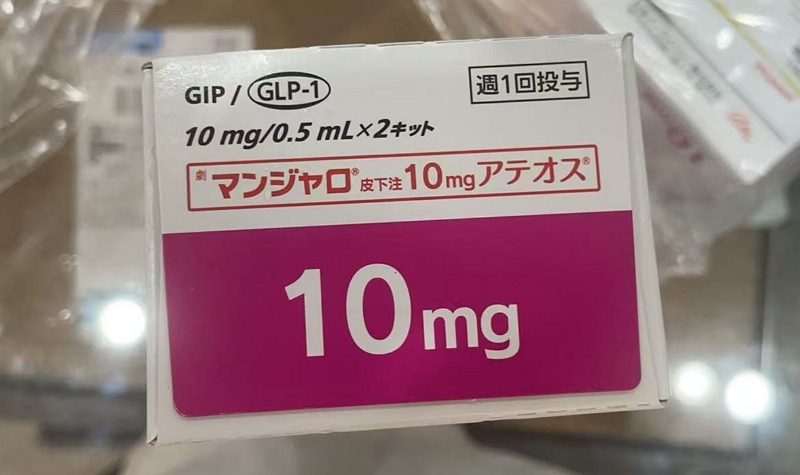 GIP / GLP-1
週1回投与
10 mg/0.5 mL×2キット
劇 マンジャロ® 皮下注10mgアテオス®
10mg